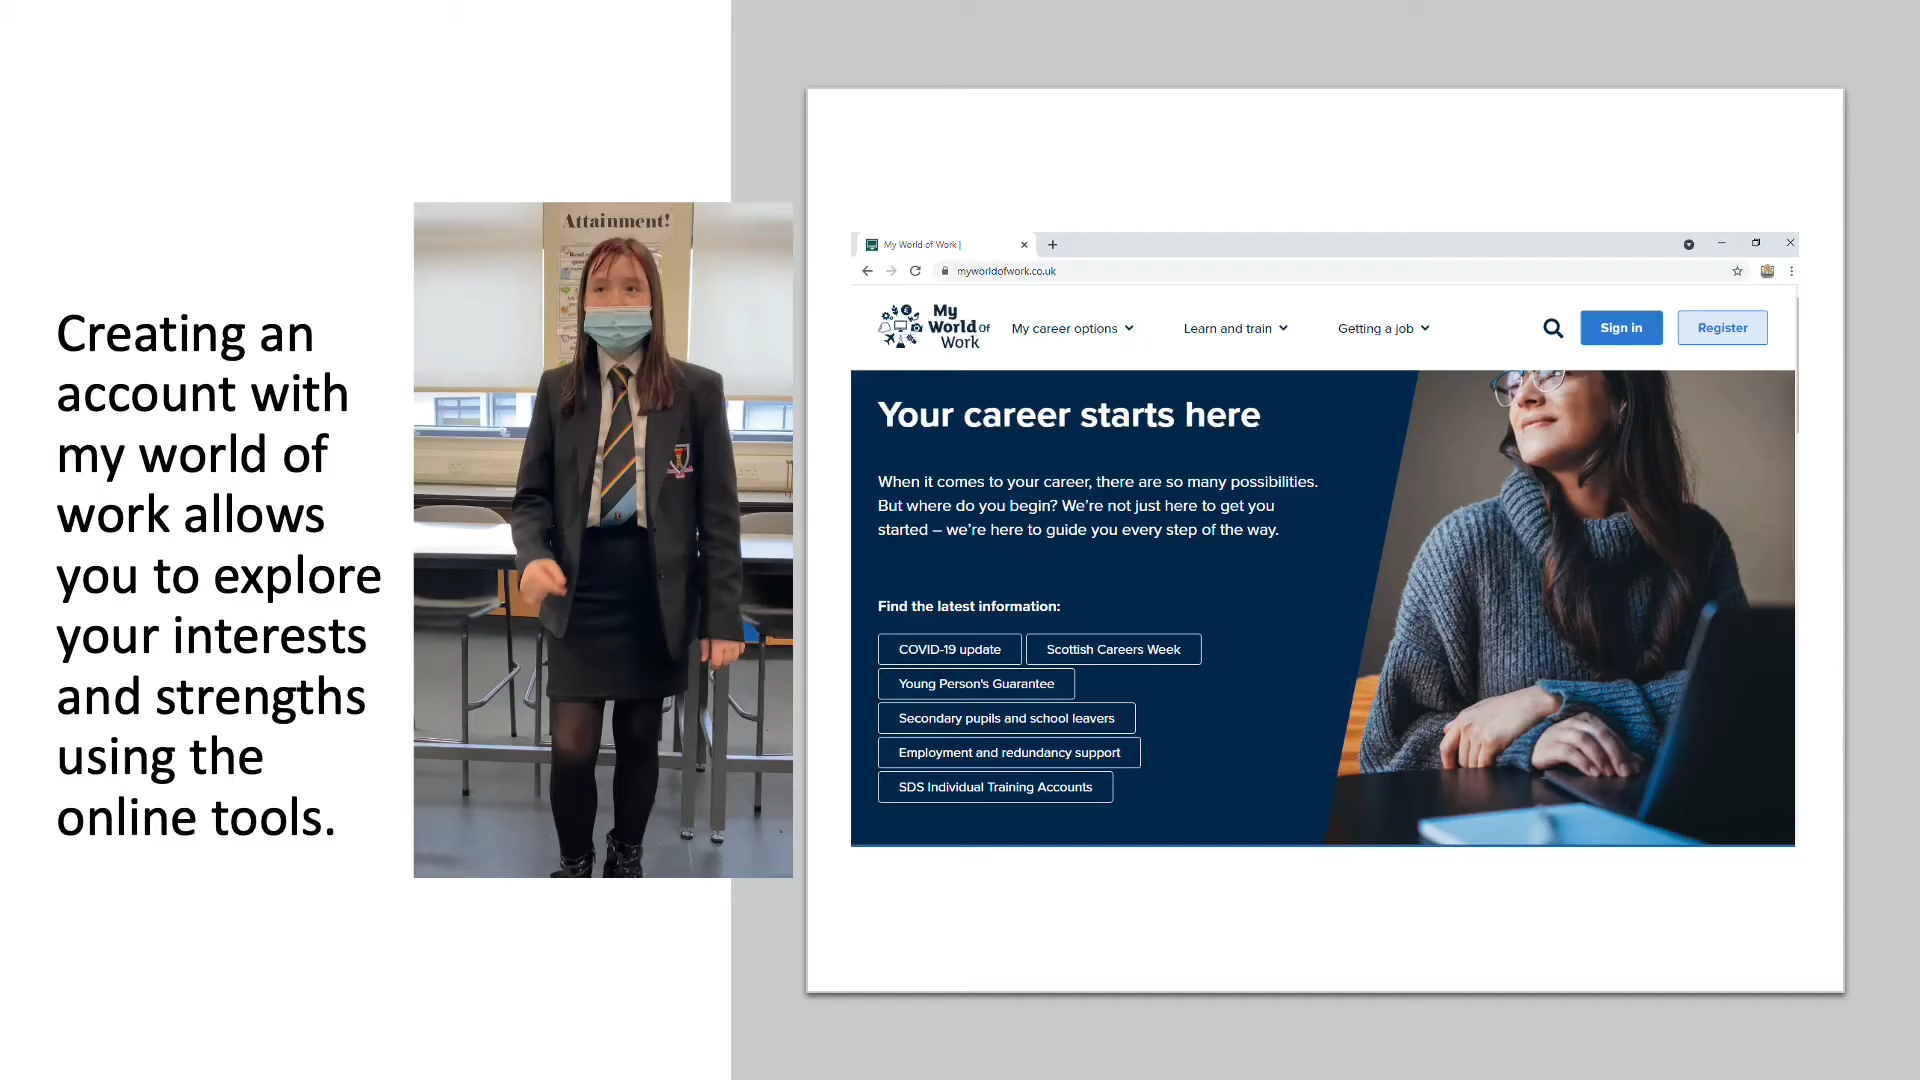 Creating an
account with
my world of
work allows
you to explore
your interests
and strengths
using the
online tools.
Attainment!
My World of Work |
myworldofwork.co.uk
My
World Of
Work
My career options
Learn and train
Getting a job
Sign in
Register
Your career starts here
When it comes to your career, there are so many possibilities.
But where do you begin? We’re not just here to get you
started – we’re here to guide you every step of the way.
Find the latest information:
COVID-19 update
Scottish Careers Week
Young Person's Guarantee
Secondary pupils and school leavers
Employment and redundancy support
SDS Individual Training Accounts